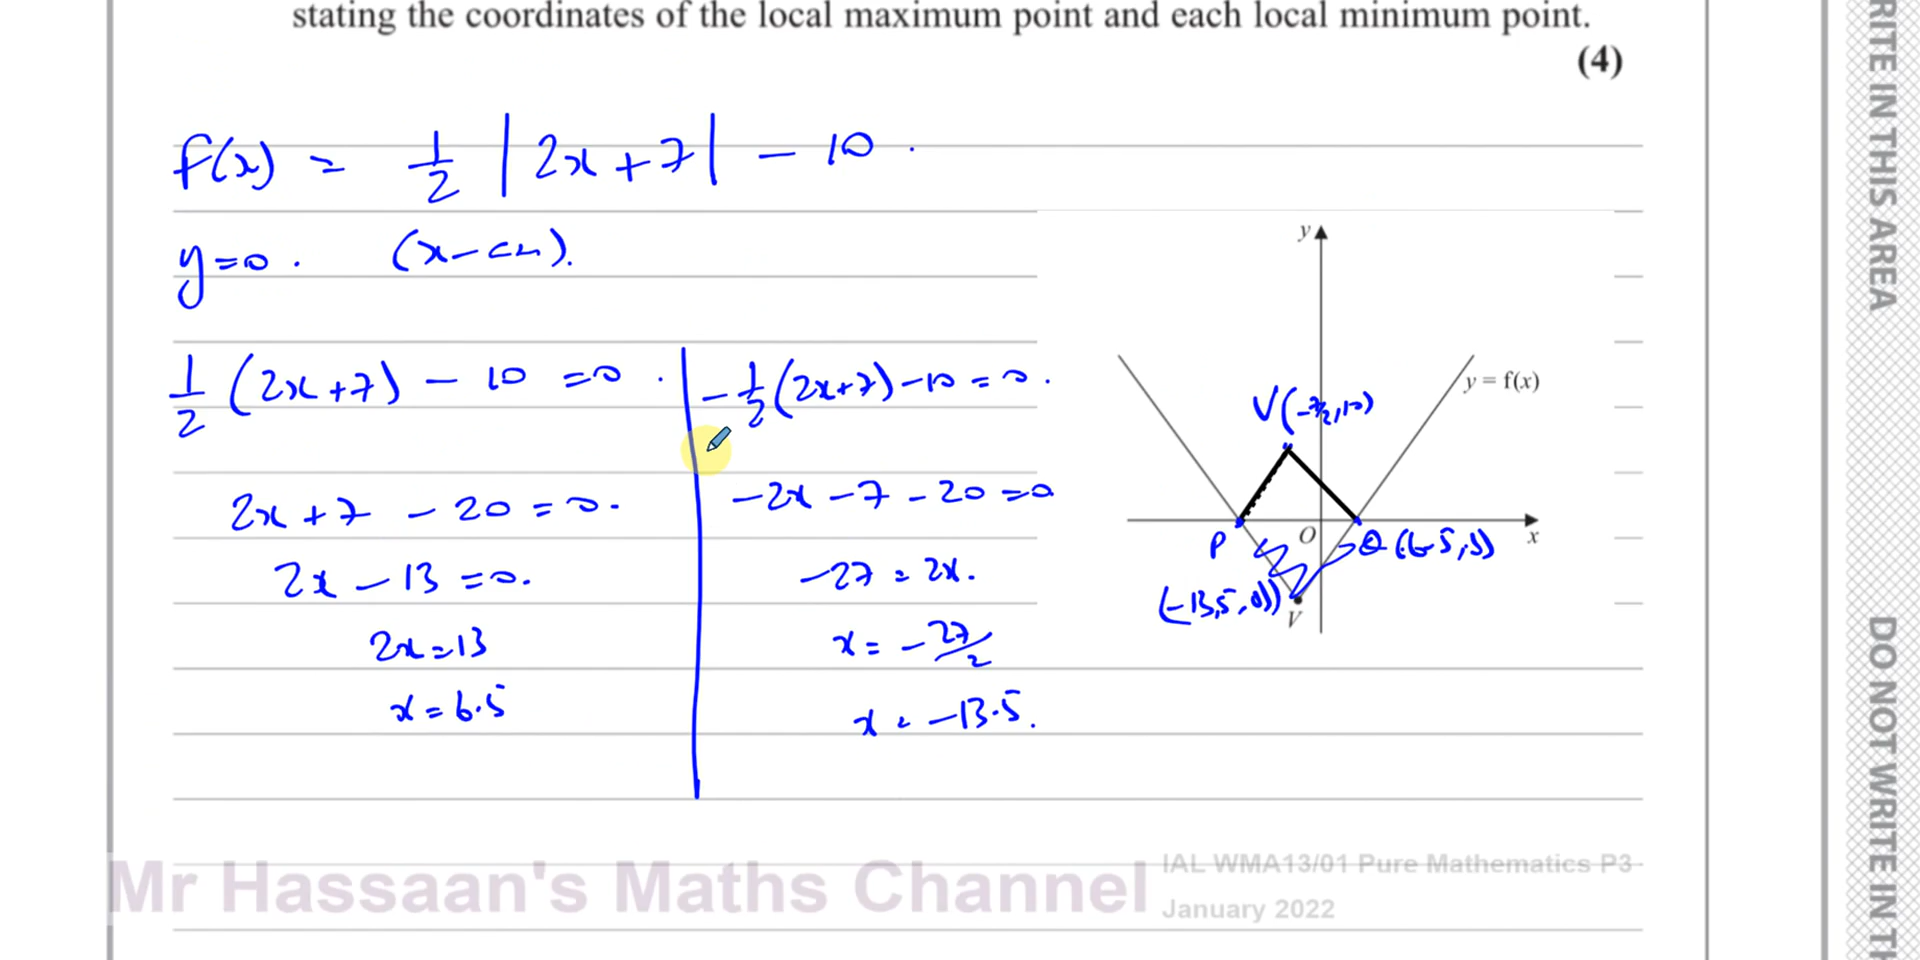 stating the coordinates of the local maximum point and each local minimum point.
(4)
f(x) = 1/2 |2x+7| - 10 .
y=0 .
1/2 (2x+7) - 10 =0 .
-1/2 (2x+7) -10 = 0 .
2x +7 - 20 = 0 .
-2x -7 - 20 =0
2x - 13 =0.
-27 = 2x.
2x=13
x = -27/2
x = 6.5
x = -13.5.
y
y = f(x)
V(-7/2, 10)
P
O
Q (6.5, 0)
x
(-13.5, 0)
V
Mr Hassaan's Maths Channel
IAL WMA13/01 Pure Mathematics P3
January 2022
RITE IN THIS AREA
DO NOT WRITE IN TH